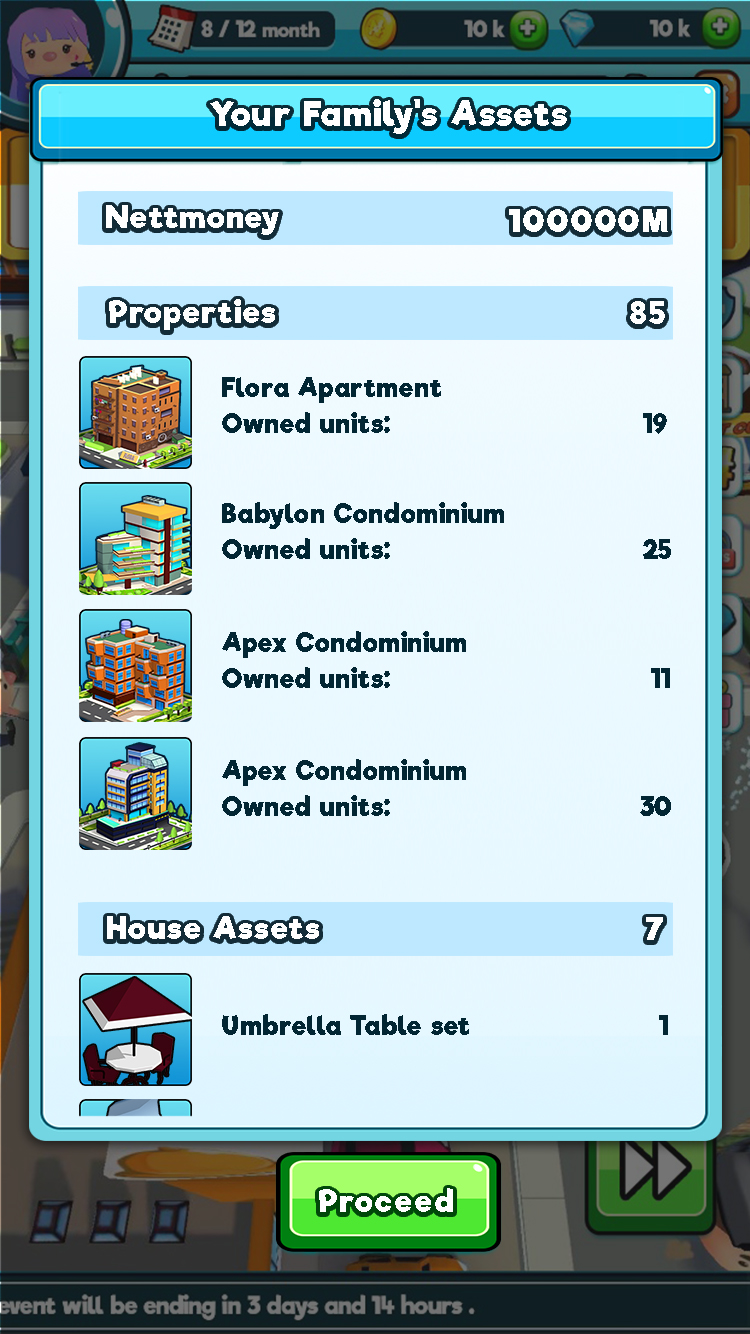 8 / 12 month
10 k
10 k
Your Family's Assets
Nettmoney 100000M
Properties 85
Flora Apartment
Owned units: 19
Babylon Condominium
Owned units: 25
Apex Condominium
Owned units: 11
Apex Condominium
Owned units: 30
House Assets 7
Umbrella Table set 1
Proceed
event will be ending in 3 days and 14 hours .